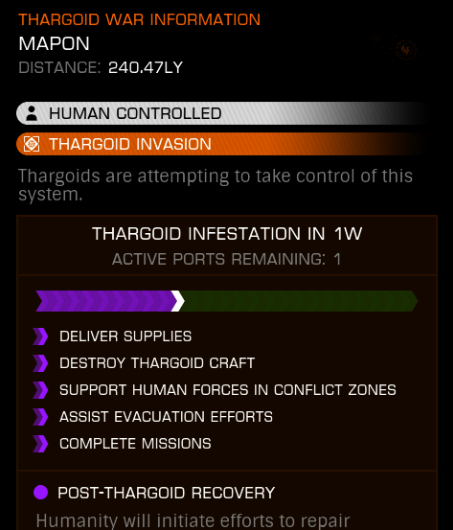 THARGOID WAR INFORMATION
MAPON
DISTANCE: 240.47LY
HUMAN CONTROLLED
THARGOID INVASION
Thargoids are attempting to take control of this
system.
THARGOID INFESTATION IN 1W
ACTIVE PORTS REMAINING: 1
DELIVER SUPPLIES
DESTROY THARGOID CRAFT
SUPPORT HUMAN FORCES IN CONFLICT ZONES
ASSIST EVACUATION EFFORTS
COMPLETE MISSIONS
POST-THARGOID RECOVERY
Humanity will initiate efforts to repair